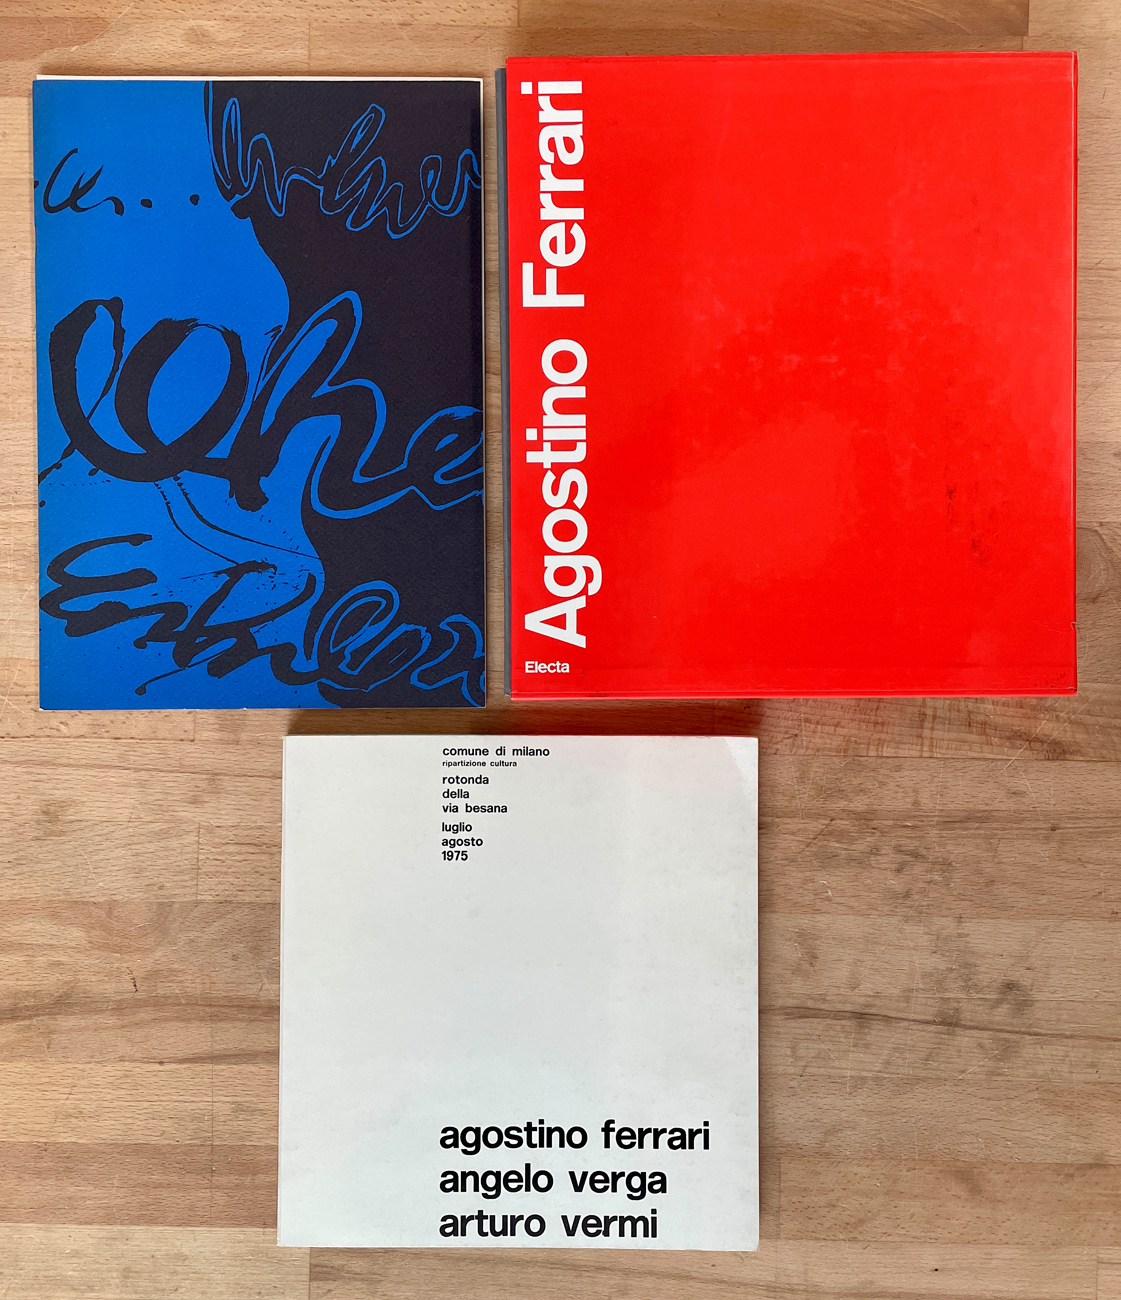 Agostino Ferrari
Electa
comune di milano
ripartizione cultura
rotonda
della
via besana
luglio
agosto
1975
agostino ferrari
angelo verga
arturo vermi